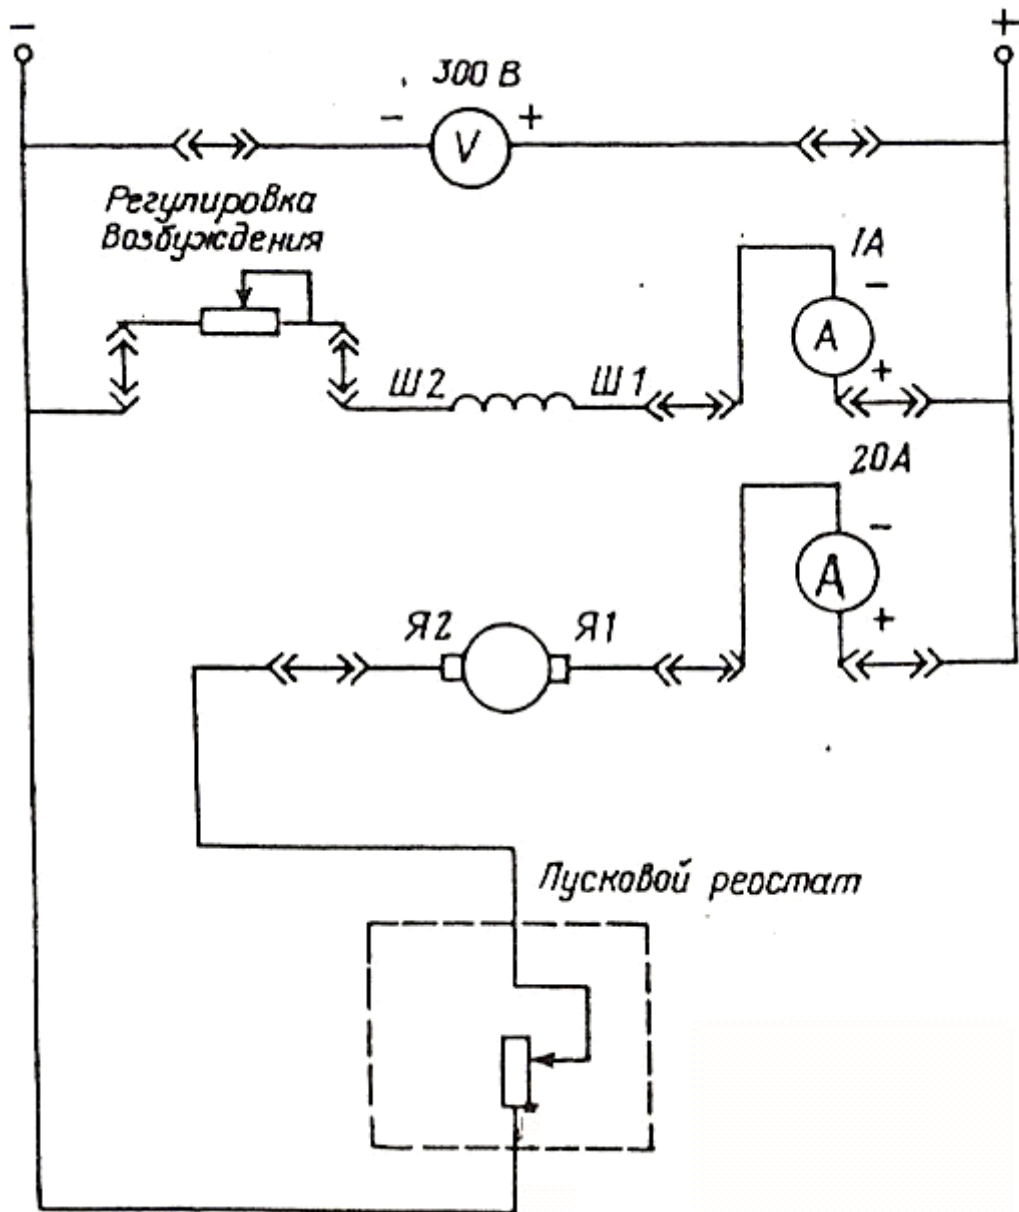 - +
300 В
- V +
Регулировка
возбуждения
1А
-
А
+
Ш2 Ш1
20А
-
А
+
Я2 Я1
Пусковой реостат